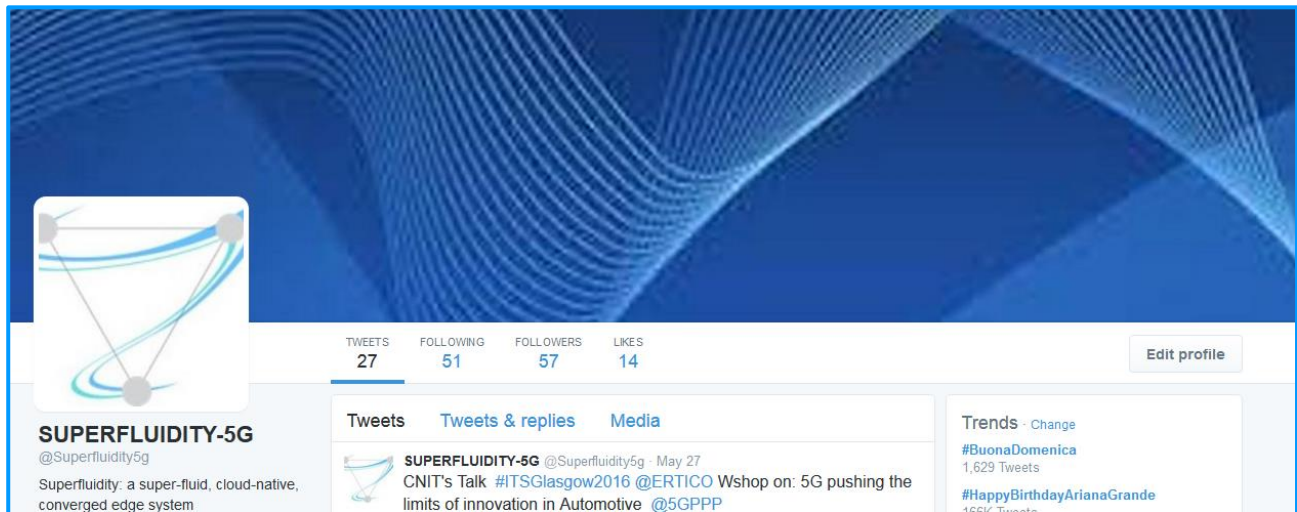 TWEETS
27
FOLLOWING
51
FOLLOWERS
57
LIKES
14
Edit profile
SUPERFLUIDITY-5G
@Superfluidity5g
Superfluidity: a super-fluid, cloud-native,
converged edge system
Tweets Tweets & replies Media
SUPERFLUIDITY-5G @Superfluidity5g · May 27
CNIT's Talk #ITSGlasgow2016 @ERTICO Wshop on: 5G pushing the
limits of innovation in Automotive @5GPPP
Trends · Change
#BuonaDomenica
1,629 Tweets
#HappyBirthdayArianaGrande
166K Tweets